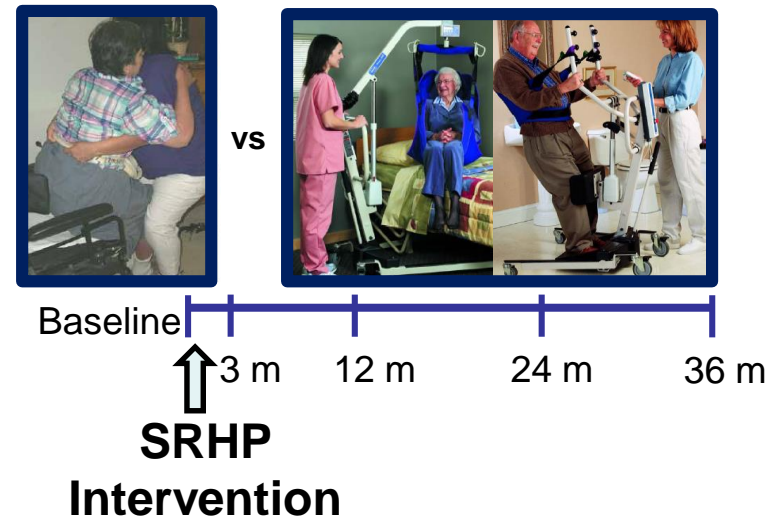 vs
Baseline
3 m
12 m
24 m
36 m
SRHP
Intervention